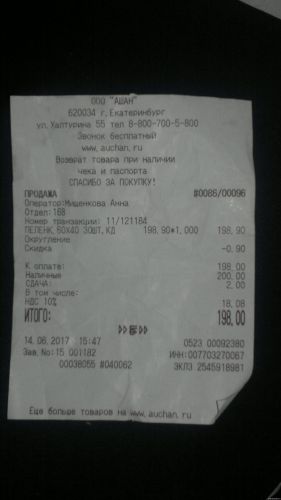 ООО "АШАН"
620034 г.Екатеринбург
ул.Халтурина 55 тел 8-800-700-5-800
Звонок бесплатный
www.auchan.ru
Возврат товара при наличии
чека и паспорта
СПАСИБО ЗА ПОКУПКУ!
ПРОДАЖА #0086/00096
Оператор:Мишенкова Анна
Отдел:168
Номер транзакции: 11/121184
ПЕЛЕНК,60X40 30ШТ,КД 198,90*1,000 198,90
Округление
Скидка -0,90
К оплате: 198,00
Наличные 200,00
СДАЧА: 2,00
В том числе:
НДС 10% 18,08
ИТОГО: 198,00
14.06.2017 15:47 0523 00092380
Зав.No:15 001182 ИНН:007703270067
00038055 #040062 ЭКЛЗ 2545918981
Еще больше товаров на www.auchan.ru